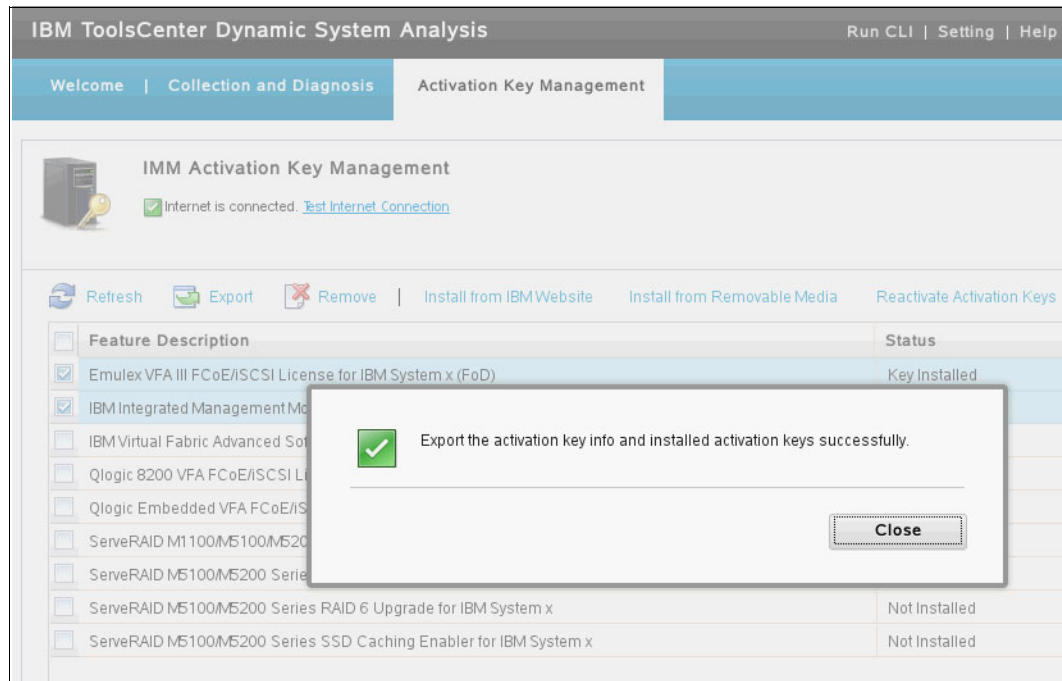 IBM ToolsCenter Dynamic System Analysis
Run CLI | Setting | Help
Welcome | Collection and Diagnosis
Activation Key Management
IMM Activation Key Management
Internet is connected. Test Internet Connection
Refresh Export Remove | Install from IBM Website Install from Removable Media Reactivate Activation Keys
Feature Description Status
Emulex VFA III FCoE/iSCSI License for IBM System x (FoD) Key Installed
IBM Integrated Management Mo
IBM Virtual Fabric Advanced Sof
Qlogic 8200 VFA FCoE/iSCSI Li
Qlogic Embedded VFA FCoE/iS
ServeRAID M1100/M5100/M520
ServeRAID M5100/M5200 Serie
Export the activation key info and installed activation keys successfully.
Close
ServeRAID M5100/M5200 Series RAID 6 Upgrade for IBM System x Not Installed
ServeRAID M5100/M5200 Series SSD Caching Enabler for IBM System x Not Installed